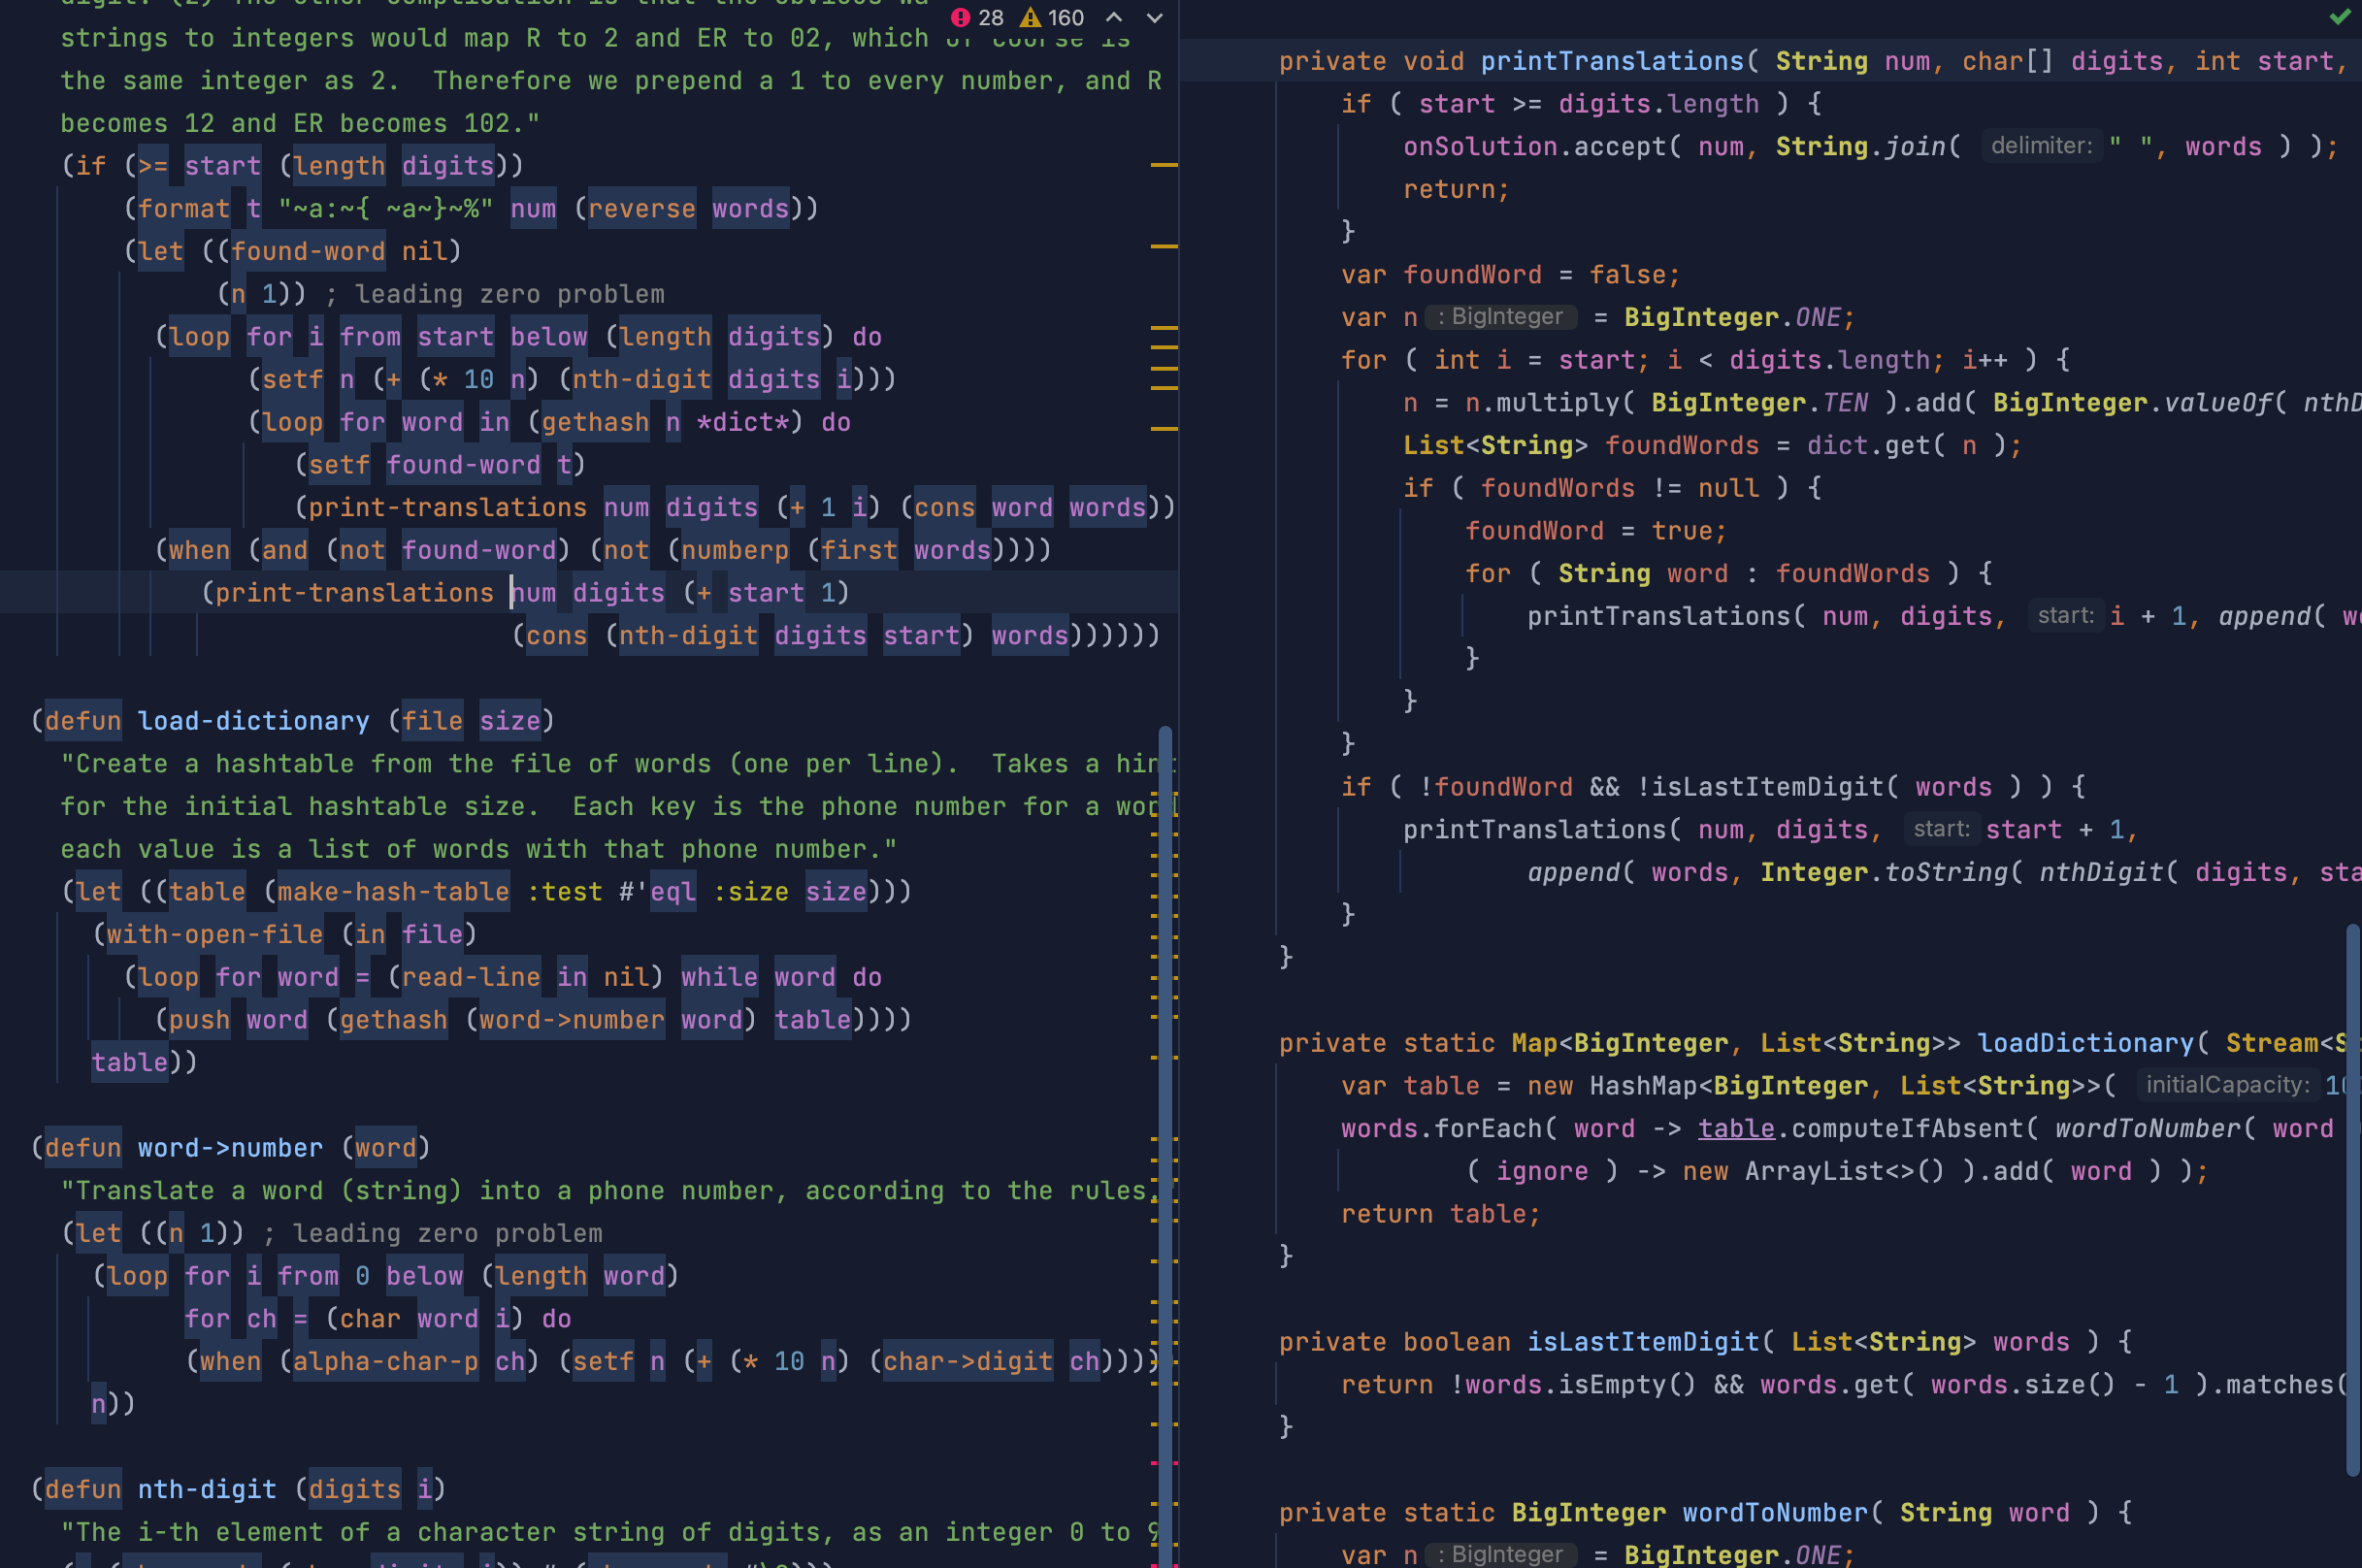 28 160
strings to integers would map R to 2 and ER to 02, which of course is
the same integer as 2.  Therefore we prepend a 1 to every number, and R
becomes 12 and ER becomes 102."
(if (>= start (length digits))
(format t "~a:~{ ~a~}~%" num (reverse words))
(let ((found-word nil)
(n 1)) ; leading zero problem
(loop for i from start below (length digits) do
(setf n (+ (* 10 n) (nth-digit digits i)))
(loop for word in (gethash n *dict*) do
(setf found-word t)
(print-translations num digits (+ 1 i) (cons word words))
(when (and (not found-word) (not (numberp (first words))))
(print-translations num digits (+ start 1)
(cons (nth-digit digits start) words))))))
(defun load-dictionary (file size)
"Create a hashtable from the file of words (one per line).  Takes a hint
for the initial hashtable size.  Each key is the phone number for a word
each value is a list of words with that phone number."
(let ((table (make-hash-table :test #'eql :size size)))
(with-open-file (in file)
(loop for word = (read-line in nil) while word do
(push word (gethash (word->number word) table))))
table))
(defun word->number (word)
"Translate a word (string) into a phone number, according to the rules.
(let ((n 1)) ; leading zero problem
(loop for i from 0 below (length word)
for ch = (char word i) do
(when (alpha-char-p ch) (setf n (+ (* 10 n) (char->digit ch))))
n))
(defun nth-digit (digits i)
"The i-th element of a character string of digits, as an integer 0 to 9
private void printTranslations( String num, char[] digits, int start,
if ( start >= digits.length ) {
onSolution.accept( num, String.join( delimiter: " ", words ) );
return;
}
var foundWord = false;
var n : BigInteger = BigInteger.ONE;
for ( int i = start; i < digits.length; i++ ) {
n = n.multiply( BigInteger.TEN ).add( BigInteger.valueOf( nthD
List<String> foundWords = dict.get( n );
if ( foundWords != null ) {
foundWord = true;
for ( String word : foundWords ) {
printTranslations( num, digits, start: i + 1, append( w
}
}
}
if ( !foundWord && !isLastItemDigit( words ) ) {
printTranslations( num, digits, start: start + 1,
append( words, Integer.toString( nthDigit( digits, sta
}
}
private static Map<BigInteger, List<String>> loadDictionary( Stream<S
var table = new HashMap<BigInteger, List<String>>( initialCapacity: 10
words.forEach( word -> table.computeIfAbsent( wordToNumber( word
( ignore ) -> new ArrayList<>() ).add( word ) );
return table;
}
private boolean isLastItemDigit( List<String> words ) {
return !words.isEmpty() && words.get( words.size() - 1 ).matches(
}
private static BigInteger wordToNumber( String word ) {
var n : BigInteger = BigInteger.ONE;